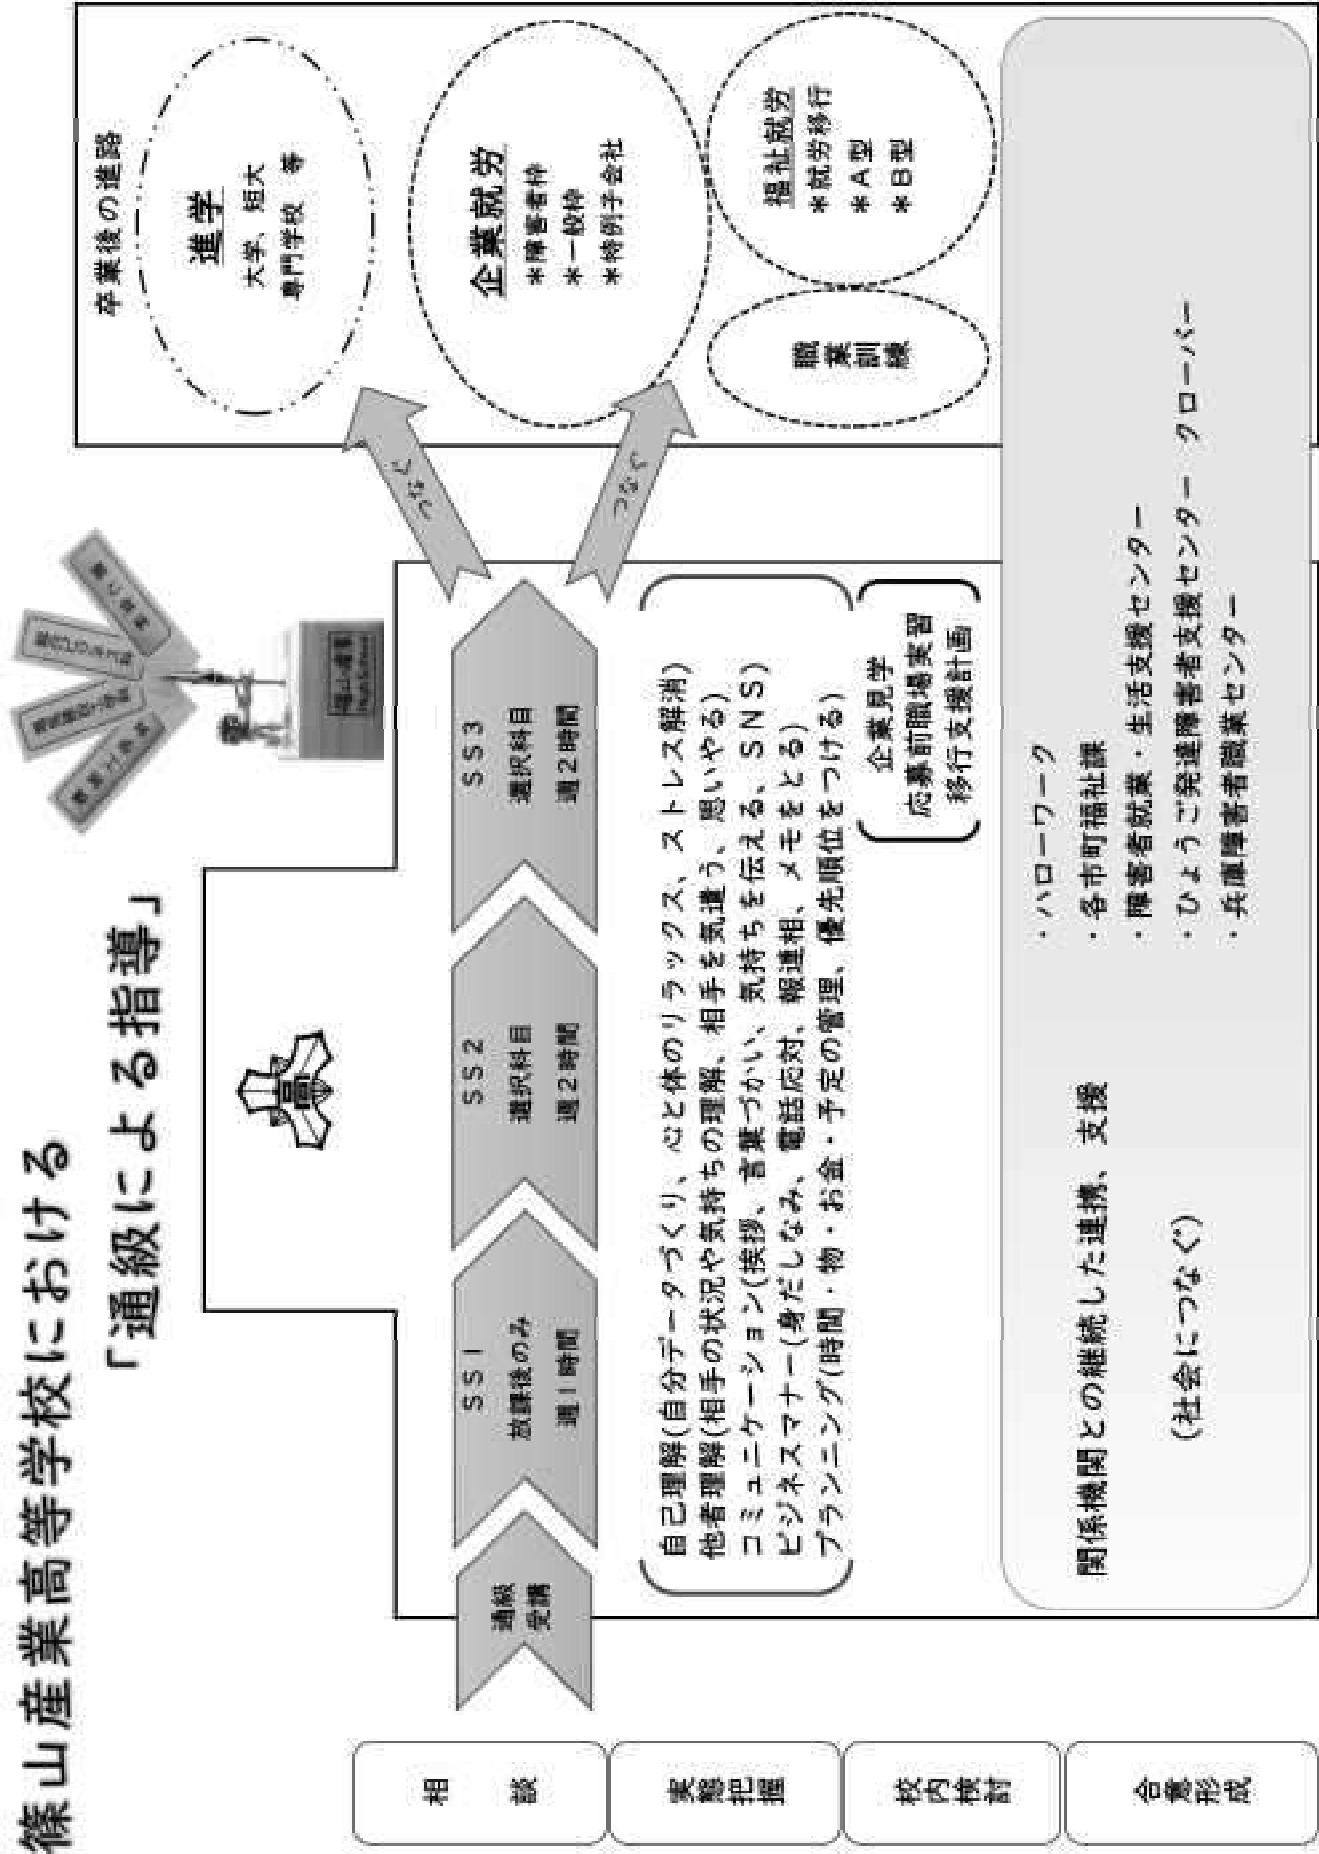 篠山産業高等学校における
「通級による指導」
相　談
実態把握
校内検討
合意形成
通級
受講
SS1
放課後のみ
週1時間
SS2
選択科目
週2時間
SS3
選択科目
週2時間
つなぐ
つなぐ
自己理解(自分データづくり、心と体のリラックス、ストレス解消)
他者理解(相手の状況や気持ちの理解、相手を気遣う、思いやる)
コミュニケーション(挨拶、言葉づかい、気持ちを伝える、SNS)
ビジネスマナー(身だしなみ、電話応対、報連相、メモをとる)
プランニング(時間・物・お金・予定の管理、優先順位をつける)
企業見学
応募前職場実習
移行支援計画
卒業後の進路
進学
大学、短大
専門学校　等
企業就労
＊障害者枠
＊一般枠
＊特例子会社
職業訓練
福祉就労
＊就労移行
＊A型
＊B型
関係機関との継続した連携、支援
(社会につなぐ)
・ハローワーク
・各市町福祉課
・障害者就業・生活支援センター
・ひょうご発達障害者支援センター　クローバー
・兵庫障害者職業センター